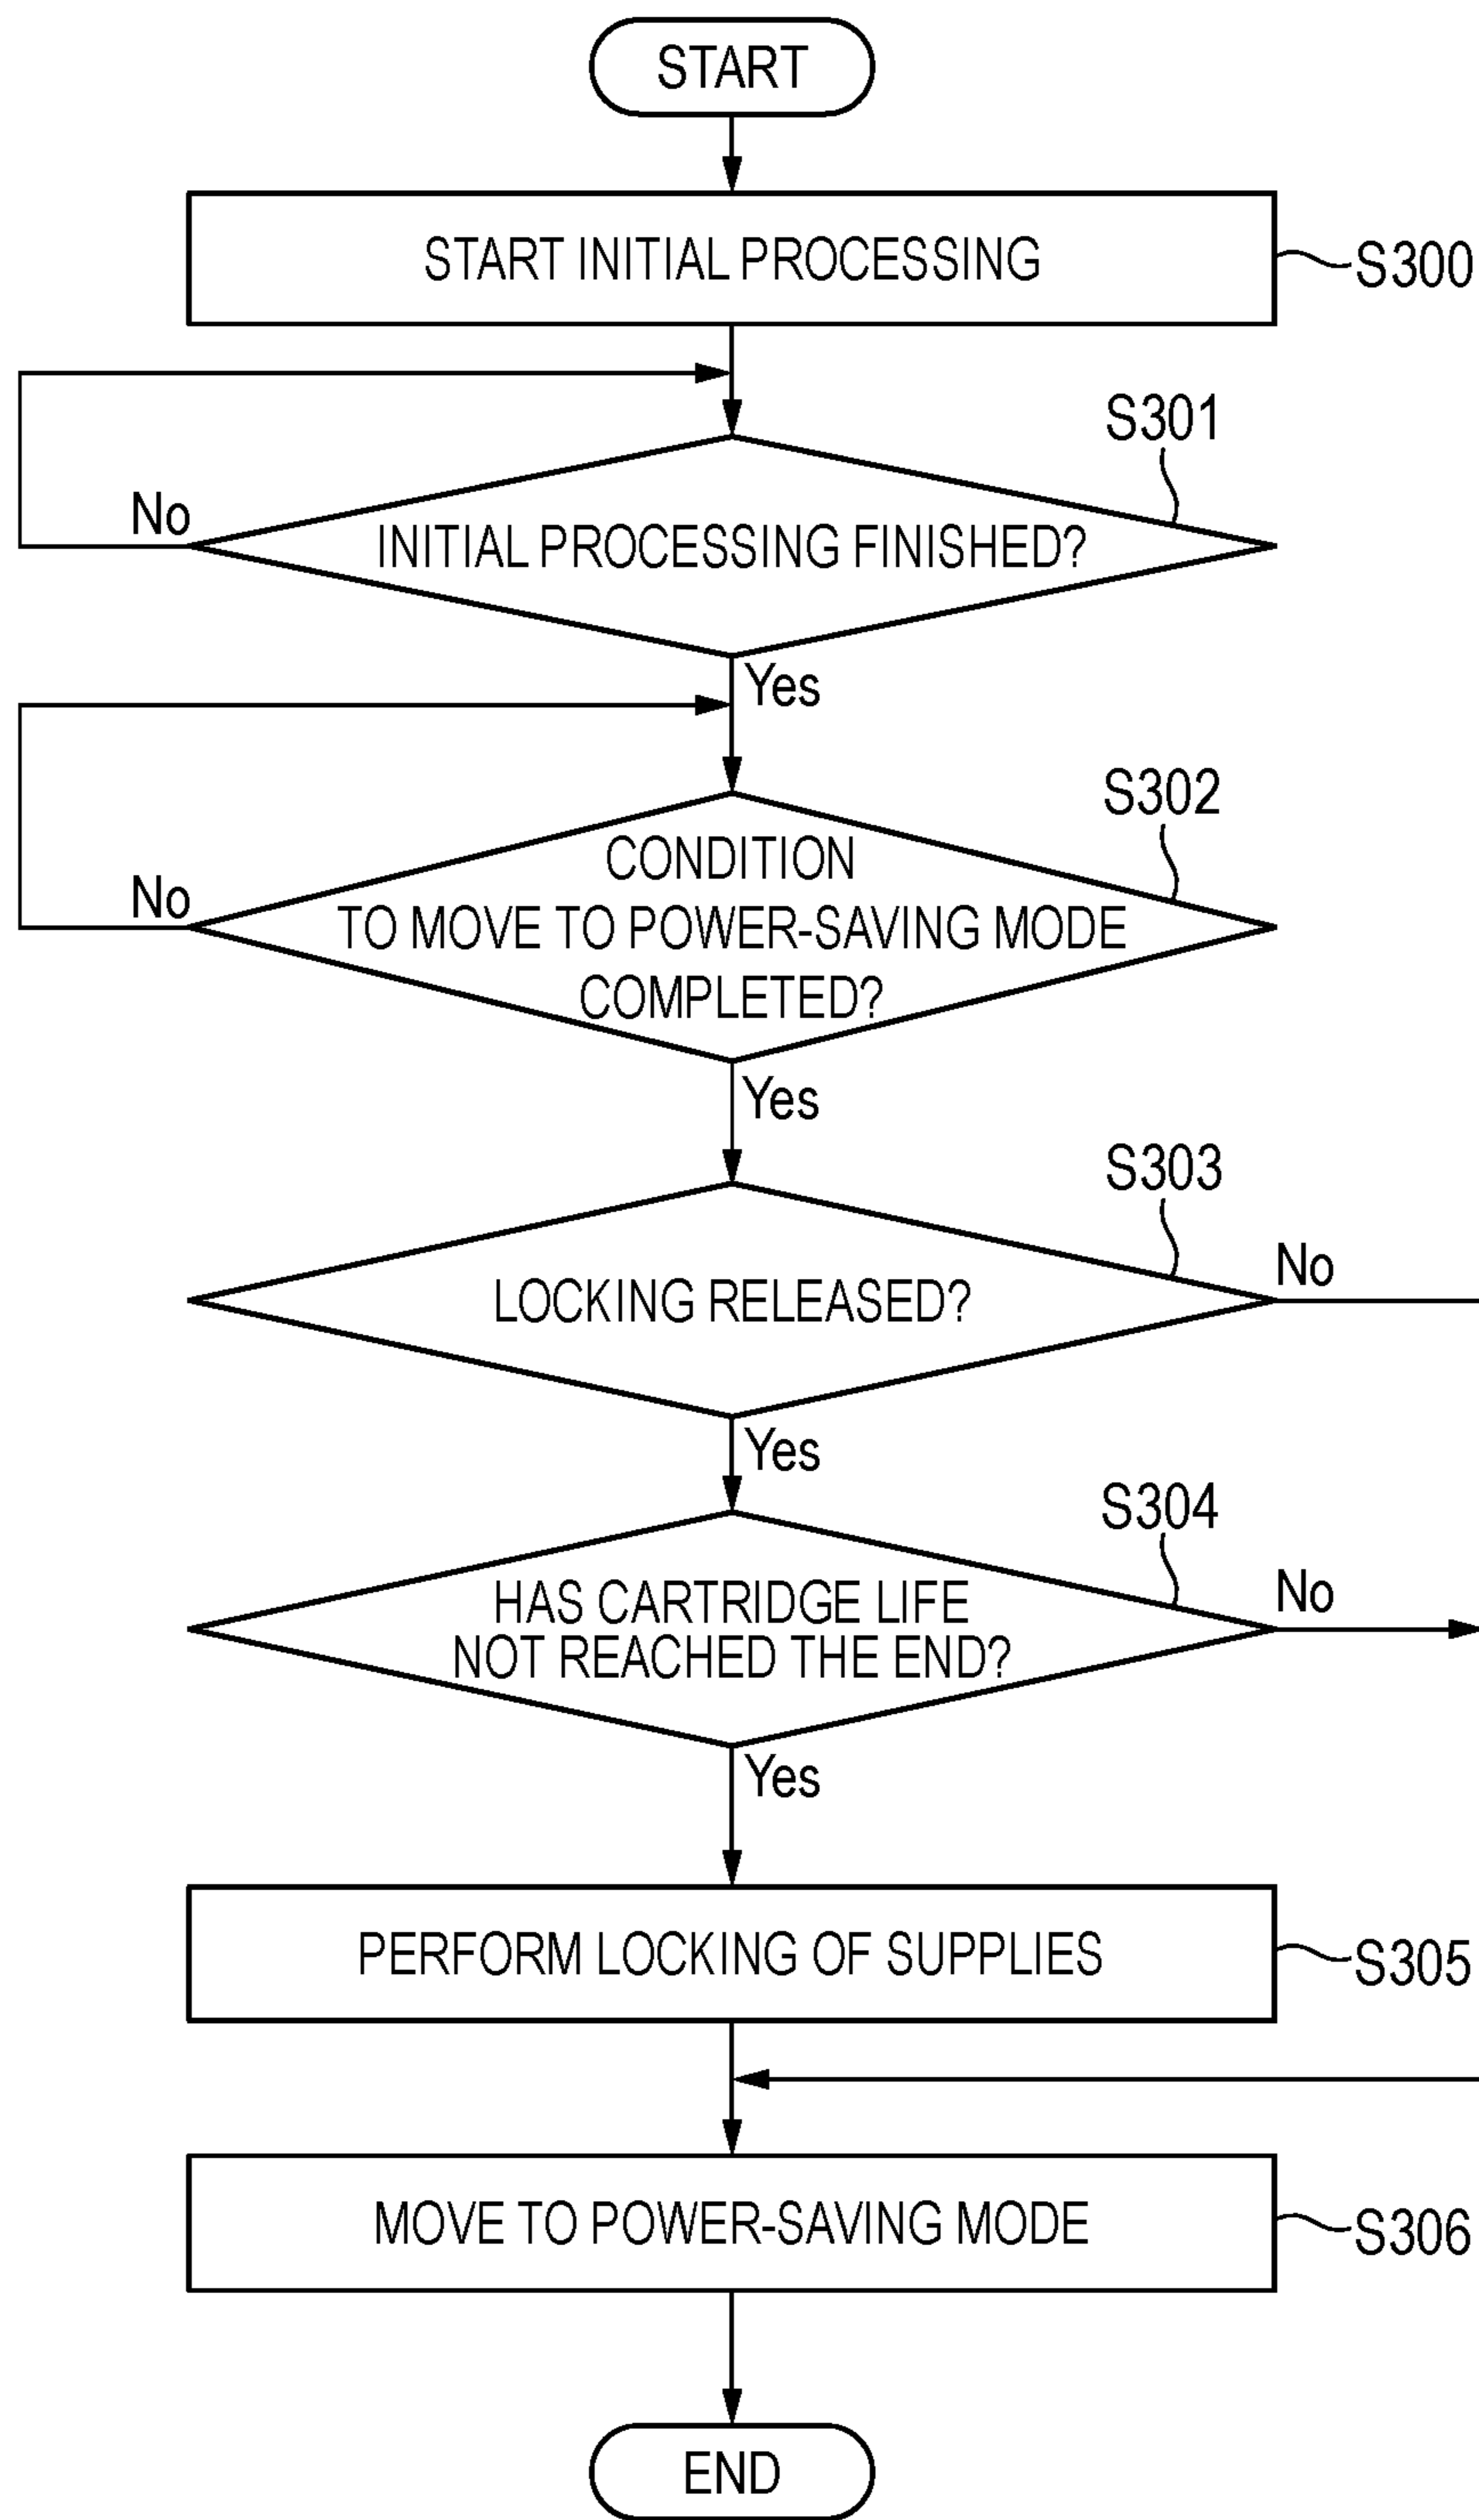 START
START INITIAL PROCESSING
S300
S301
No
INITIAL PROCESSING FINISHED?
Yes
S302
No
CONDITION
TO MOVE TO POWER-SAVING MODE
COMPLETED?
Yes
S303
No
LOCKING RELEASED?
Yes
S304
No
HAS CARTRIDGE LIFE
NOT REACHED THE END?
Yes
PERFORM LOCKING OF SUPPLIES
S305
MOVE TO POWER-SAVING MODE
S306
END